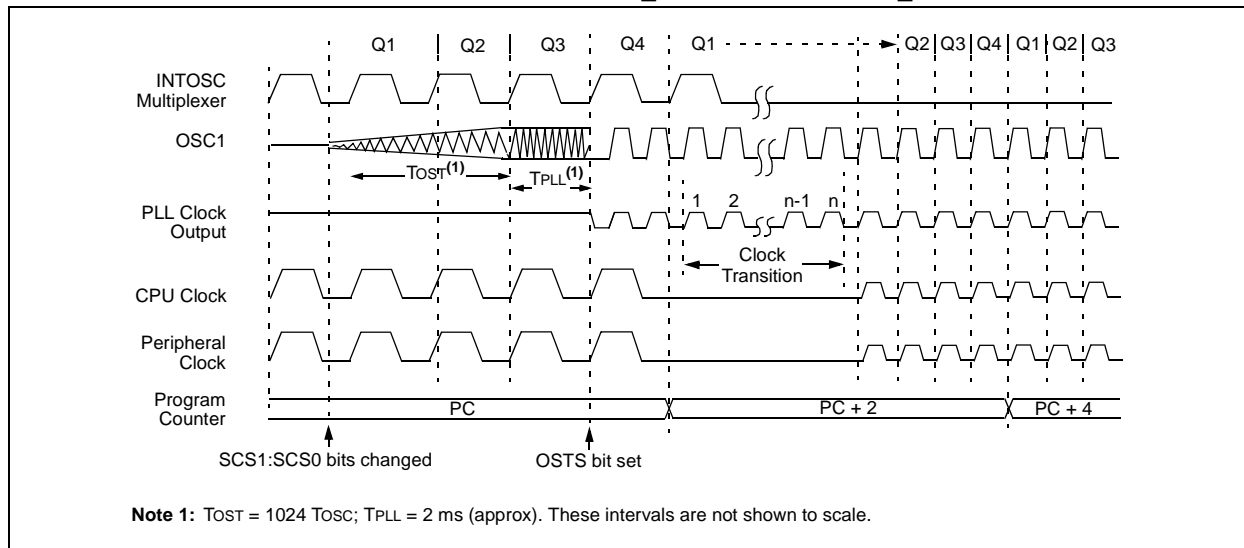 Q1 Q2 Q3 Q4 Q1 Q2 Q3 Q4 Q1 Q2 Q3
INTOSC
Multiplexer
OSC1
TOST(1) TPLL(1)
1 2 n-1 n
PLL Clock
Output
Clock
Transition
CPU Clock
Peripheral
Clock
Program
Counter
PC PC + 2 PC + 4
SCS1:SCS0 bits changed OSTS bit set
Note 1: TOST = 1024 TOSC; TPLL = 2 ms (approx). These intervals are not shown to scale.